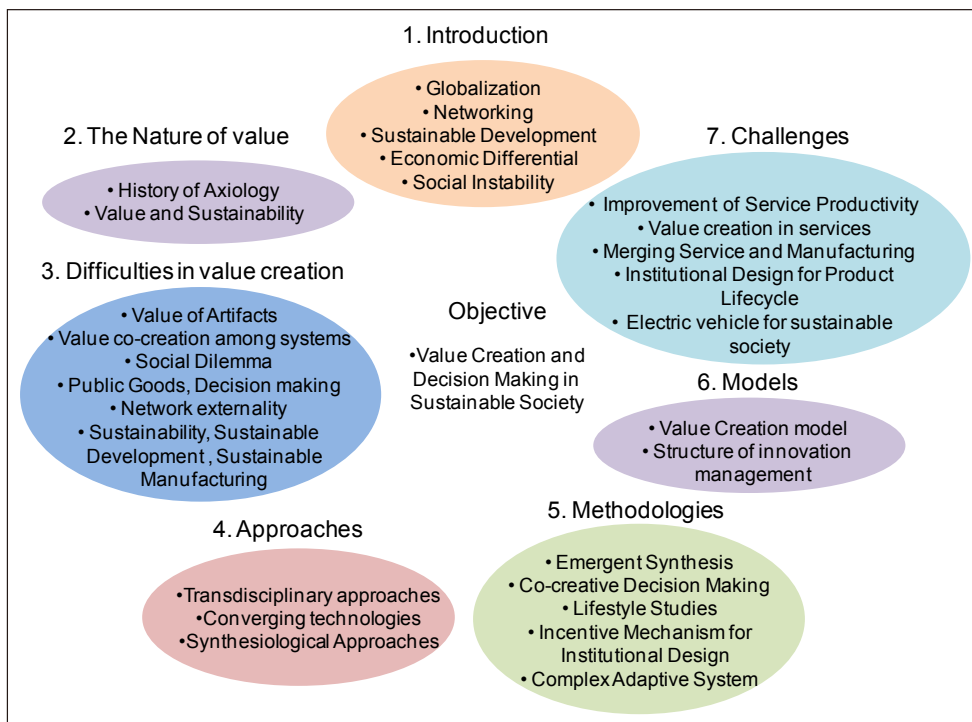 1. Introduction
• Globalization
• Networking
• Sustainable Development
• Economic Differential
• Social Instability
2. The Nature of value
• History of Axiology
• Value and Sustainability
3. Difficulties in value creation
• Value of Artifacts
• Value co-creation among systems
• Social Dilemma
• Public Goods, Decision making
• Network externality
• Sustainability, Sustainable
Development , Sustainable
Manufacturing
4. Approaches
•Transdisciplinary approaches
•Converging technologies
•Synthesiological Approaches
5. Methodologies
• Emergent Synthesis
• Co-creative Decision Making
• Lifestyle Studies
• Incentive Mechanism for
Institutional Design
• Complex Adaptive System
6. Models
• Value Creation model
• Structure of innovation
management
7. Challenges
• Improvement of Service Productivity
• Value creation in services
• Merging Service and Manufacturing
• Institutional Design for Product
Lifecycle
• Electric vehicle for sustainable
society
Objective
•Value Creation and
Decision Making in
Sustainable Society